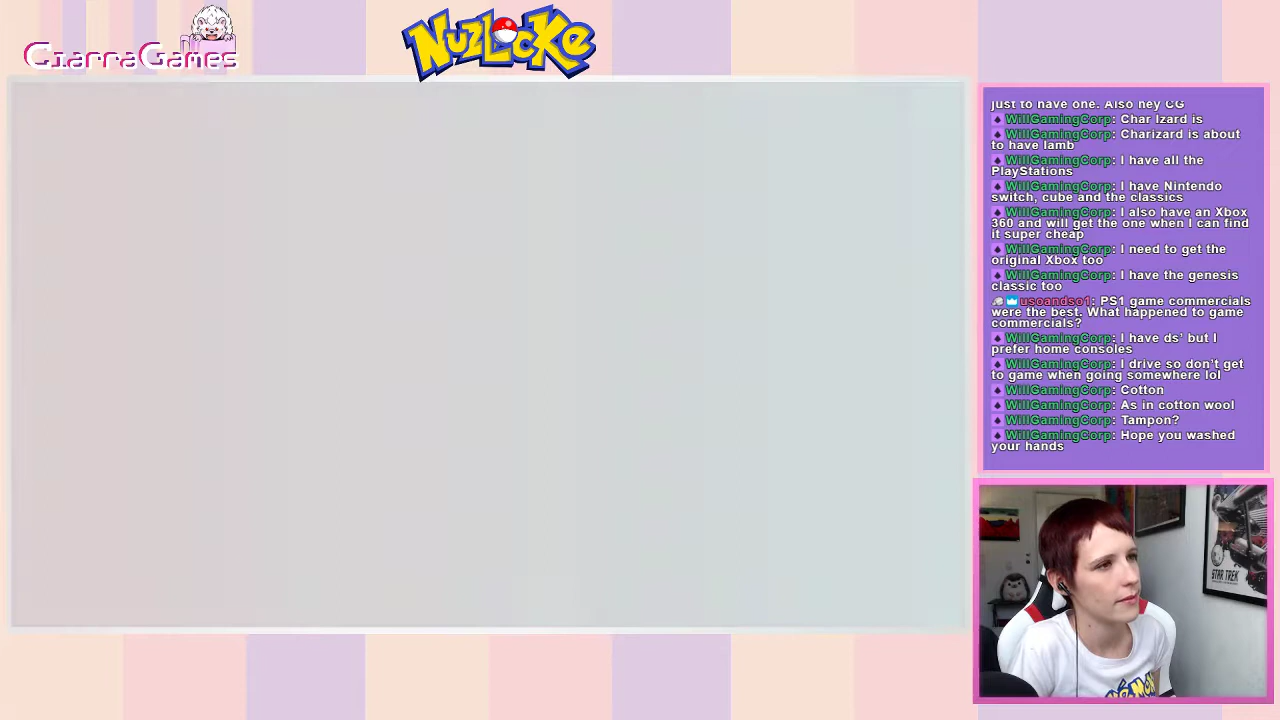 CiarraGames
NUZLOCKE
just to have one. Also hey CG
WillGamingCorp: Char Izard is
WillGamingCorp: Charizard is about
to have lamb
WillGamingCorp: I have all the
PlayStations
WillGamingCorp: I have Nintendo
switch, cube and the classics
WillGamingCorp: I also have an Xbox
360 and will get the one when I can find
it super cheap
WillGamingCorp: I need to get the
original Xbox too
WillGamingCorp: I have the genesis
classic too
usoandso1: PS1 game commercials
were the best. What happened to game
commercials?
WillGamingCorp: I have ds’ but I
prefer home consoles
WillGamingCorp: I drive so don’t get
to game when going somewhere lol
WillGamingCorp: Cotton
WillGamingCorp: As in cotton wool
WillGamingCorp: Tampon?
WillGamingCorp: Hope you washed
your hands
STAR TREK